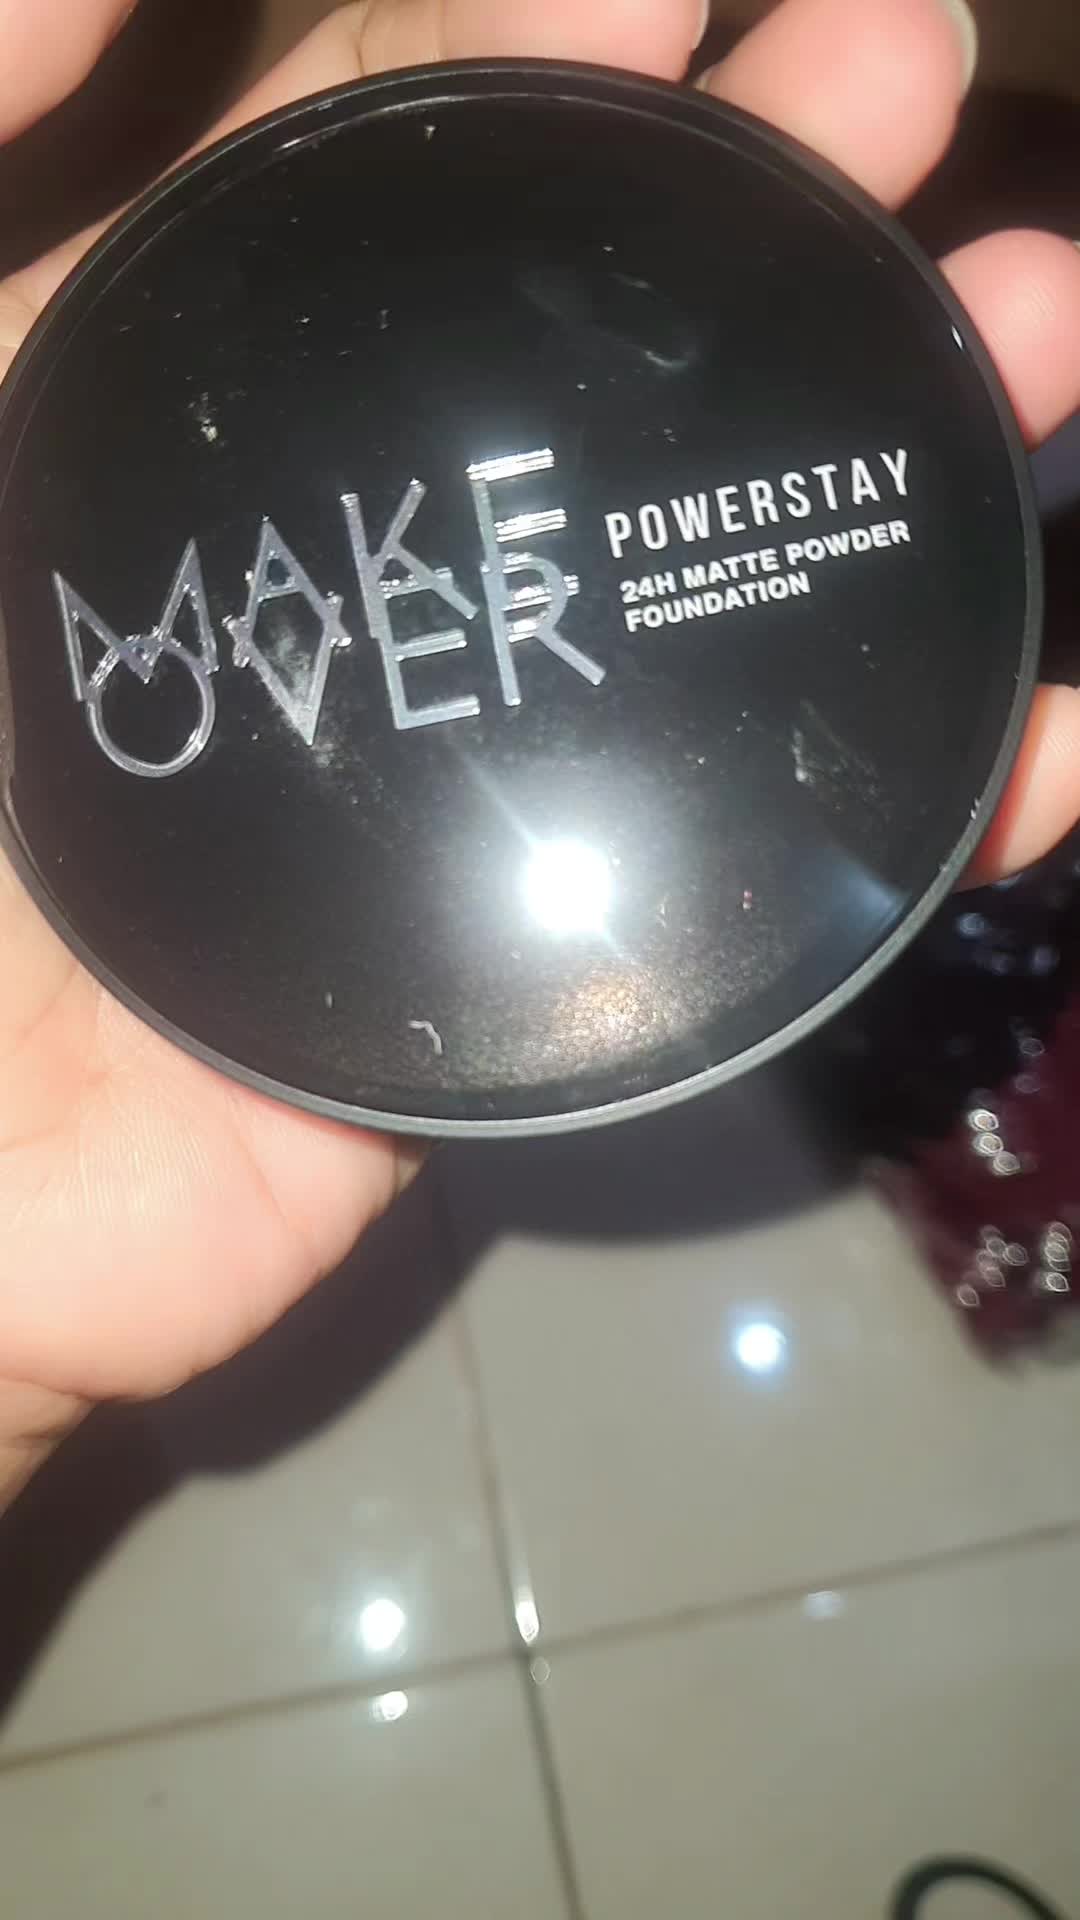 MAKE
OVER
POWERSTAY
24H MATTE POWDER
FOUNDATION